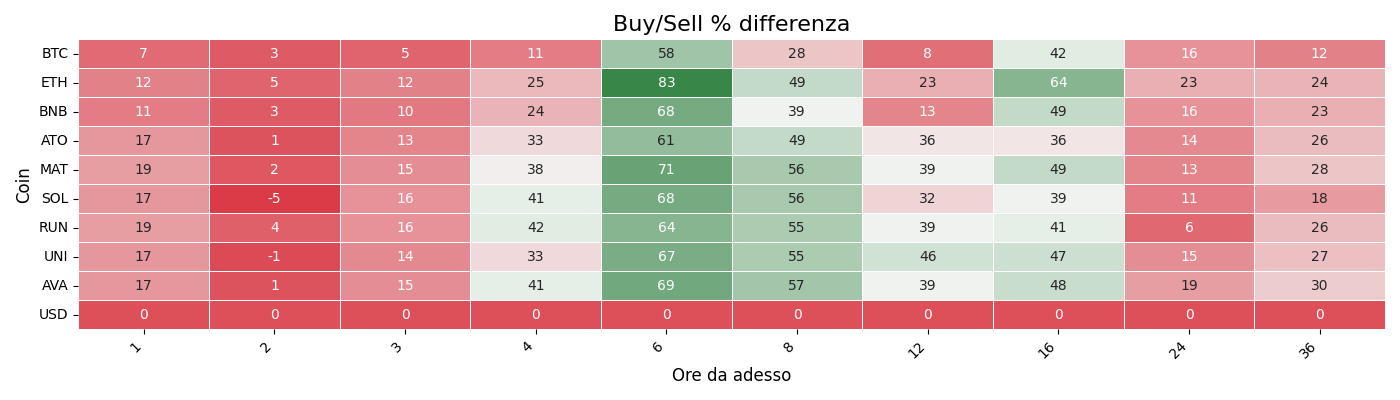 Buy/Sell % differenza
Coin
BTC 7 3 5 11 58 28 8 42 16 12
ETH 12 5 12 25 83 49 23 64 23 24
BNB 11 3 10 24 68 39 13 49 16 23
ATO 17 1 13 33 61 49 36 36 14 26
MAT 19 2 15 38 71 56 39 49 13 28
SOL 17 -5 16 41 68 56 32 39 11 18
RUN 19 4 16 42 64 55 39 41 6 26
UNI 17 -1 14 33 67 55 46 47 15 27
AVA 17 1 15 41 69 57 39 48 19 30
USD 0 0 0 0 0 0 0 0 0 0
1 2 3 4 6 8 12 16 24 36
Ore da adesso